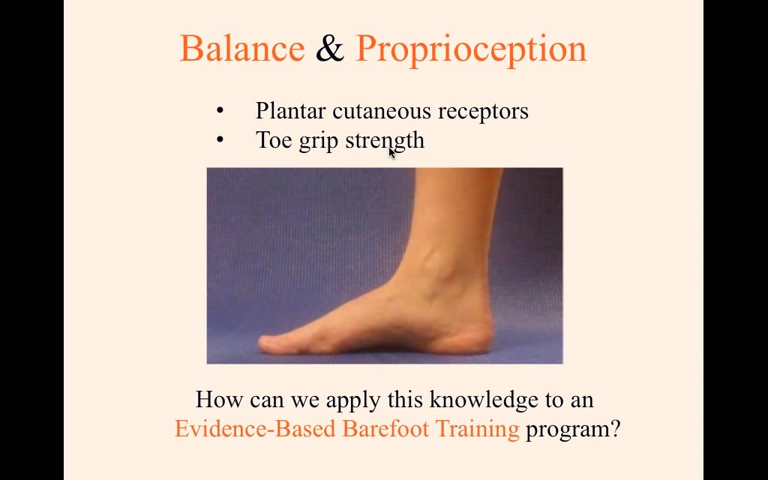 Balance & Proprioception
• Plantar cutaneous receptors
• Toe grip strength
How can we apply this knowledge to an
Evidence-Based Barefoot Training program?